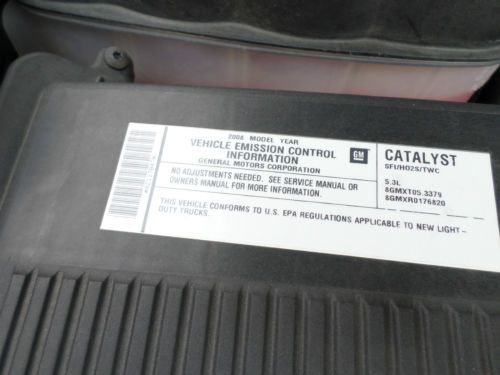 2008 MODEL YEAR
VEHICLE EMISSION CONTROL
INFORMATION
GENERAL MOTORS CORPORATION
GM
NO ADJUSTMENTS NEEDED. SEE SERVICE MANUAL OR
OWNERS MANUAL FOR MORE INFORMATION.
THIS VEHICLE CONFORMS TO U.S. EPA REGULATIONS APPLICABLE TO NEW LIGHT-
DUTY TRUCKS.
CATALYST
SFI/HO2S/TWC
5.3L
8GMXT05.3379
8GMXR0176820